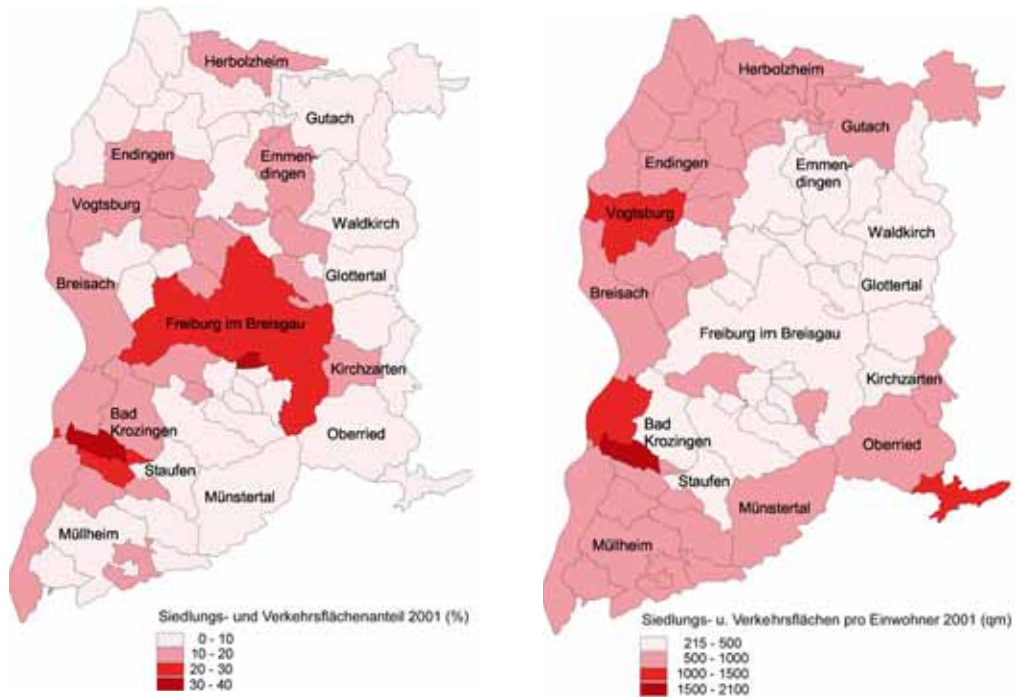 Herbolzheim
Gutach
Endingen
Emmen-
dingen
Vogtsburg
Waldkirch
Breisach
Glottertal
Freiburg im Breisgau
Kirchzarten
Bad
Krozingen
Oberried
Staufen
Münstertal
Müllheim
Siedlungs- und Verkehrsflächenanteil 2001 (%)
0 - 10
10 - 20
20 - 30
30 - 40
Herbolzheim
Gutach
Endingen
Emmen-
dingen
Vogtsburg
Waldkirch
Glottertal
Breisach
Freiburg im Breisgau
Kirchzarten
Bad
Krozingen
Oberried
Staufen
Münstertal
Müllheim
Siedlungs- u. Verkehrsflächen pro Einwohner 2001 (qm)
215 - 500
500 - 1000
1000 - 1500
1500 - 2100